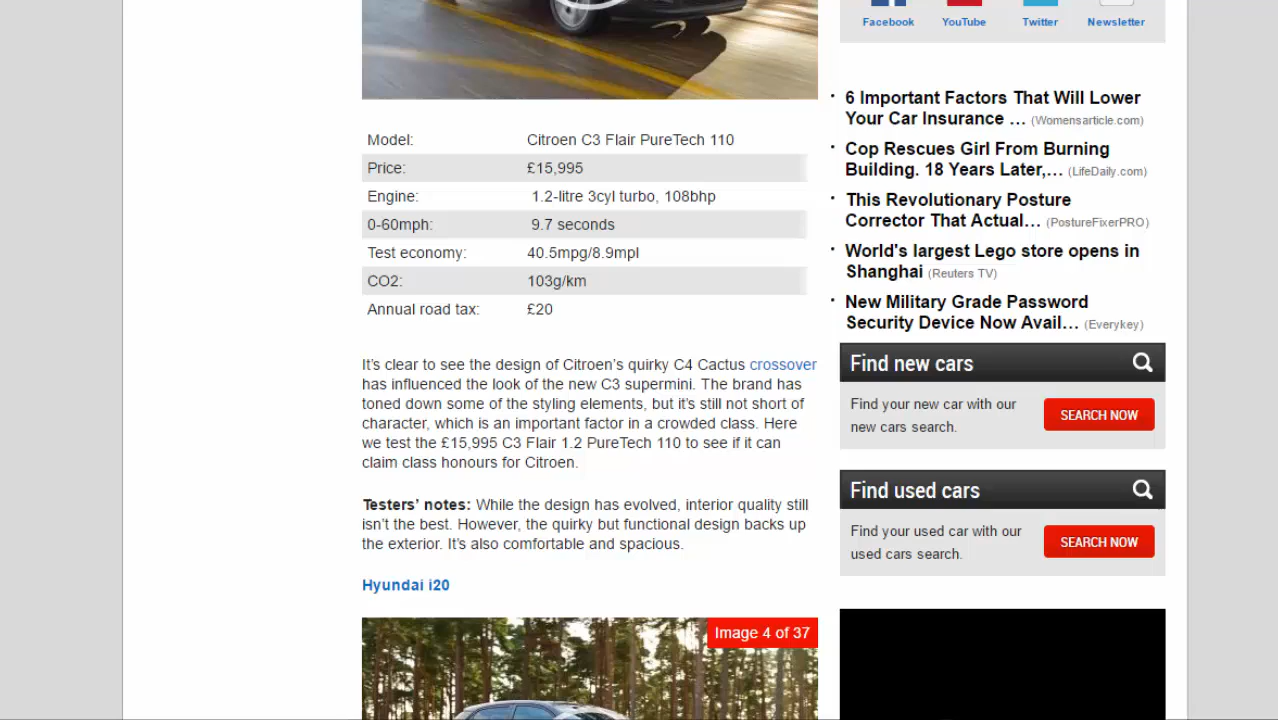 Facebook
YouTube
Twitter
Newsletter
Model: Citroen C3 Flair PureTech 110
Price: £15,995
Engine: 1.2-litre 3cyl turbo, 108bhp
0-60mph: 9.7 seconds
Test economy: 40.5mpg/8.9mpl
CO2: 103g/km
Annual road tax: £20
It’s clear to see the design of Citroen’s quirky C4 Cactus crossover
has influenced the look of the new C3 supermini. The brand has
toned down some of the styling elements, but it’s still not short of
character, which is an important factor in a crowded class. Here
we test the £15,995 C3 Flair 1.2 PureTech 110 to see if it can
claim class honours for Citroen.
Testers’ notes: While the design has evolved, interior quality still
isn’t the best. However, the quirky but functional design backs up
the exterior. It’s also comfortable and spacious.
Hyundai i20
Image 4 of 37
· 6 Important Factors That Will Lower
Your Car Insurance … (Womensarticle.com)
· Cop Rescues Girl From Burning
Building. 18 Years Later,… (LifeDaily.com)
· This Revolutionary Posture
Corrector That Actual… (PostureFixerPRO)
· World's largest Lego store opens in
Shanghai (Reuters TV)
· New Military Grade Password
Security Device Now Avail… (Everykey)
Find new cars
Find your new car with our
new cars search.
SEARCH NOW
Find used cars
Find your used car with our
used cars search.
SEARCH NOW